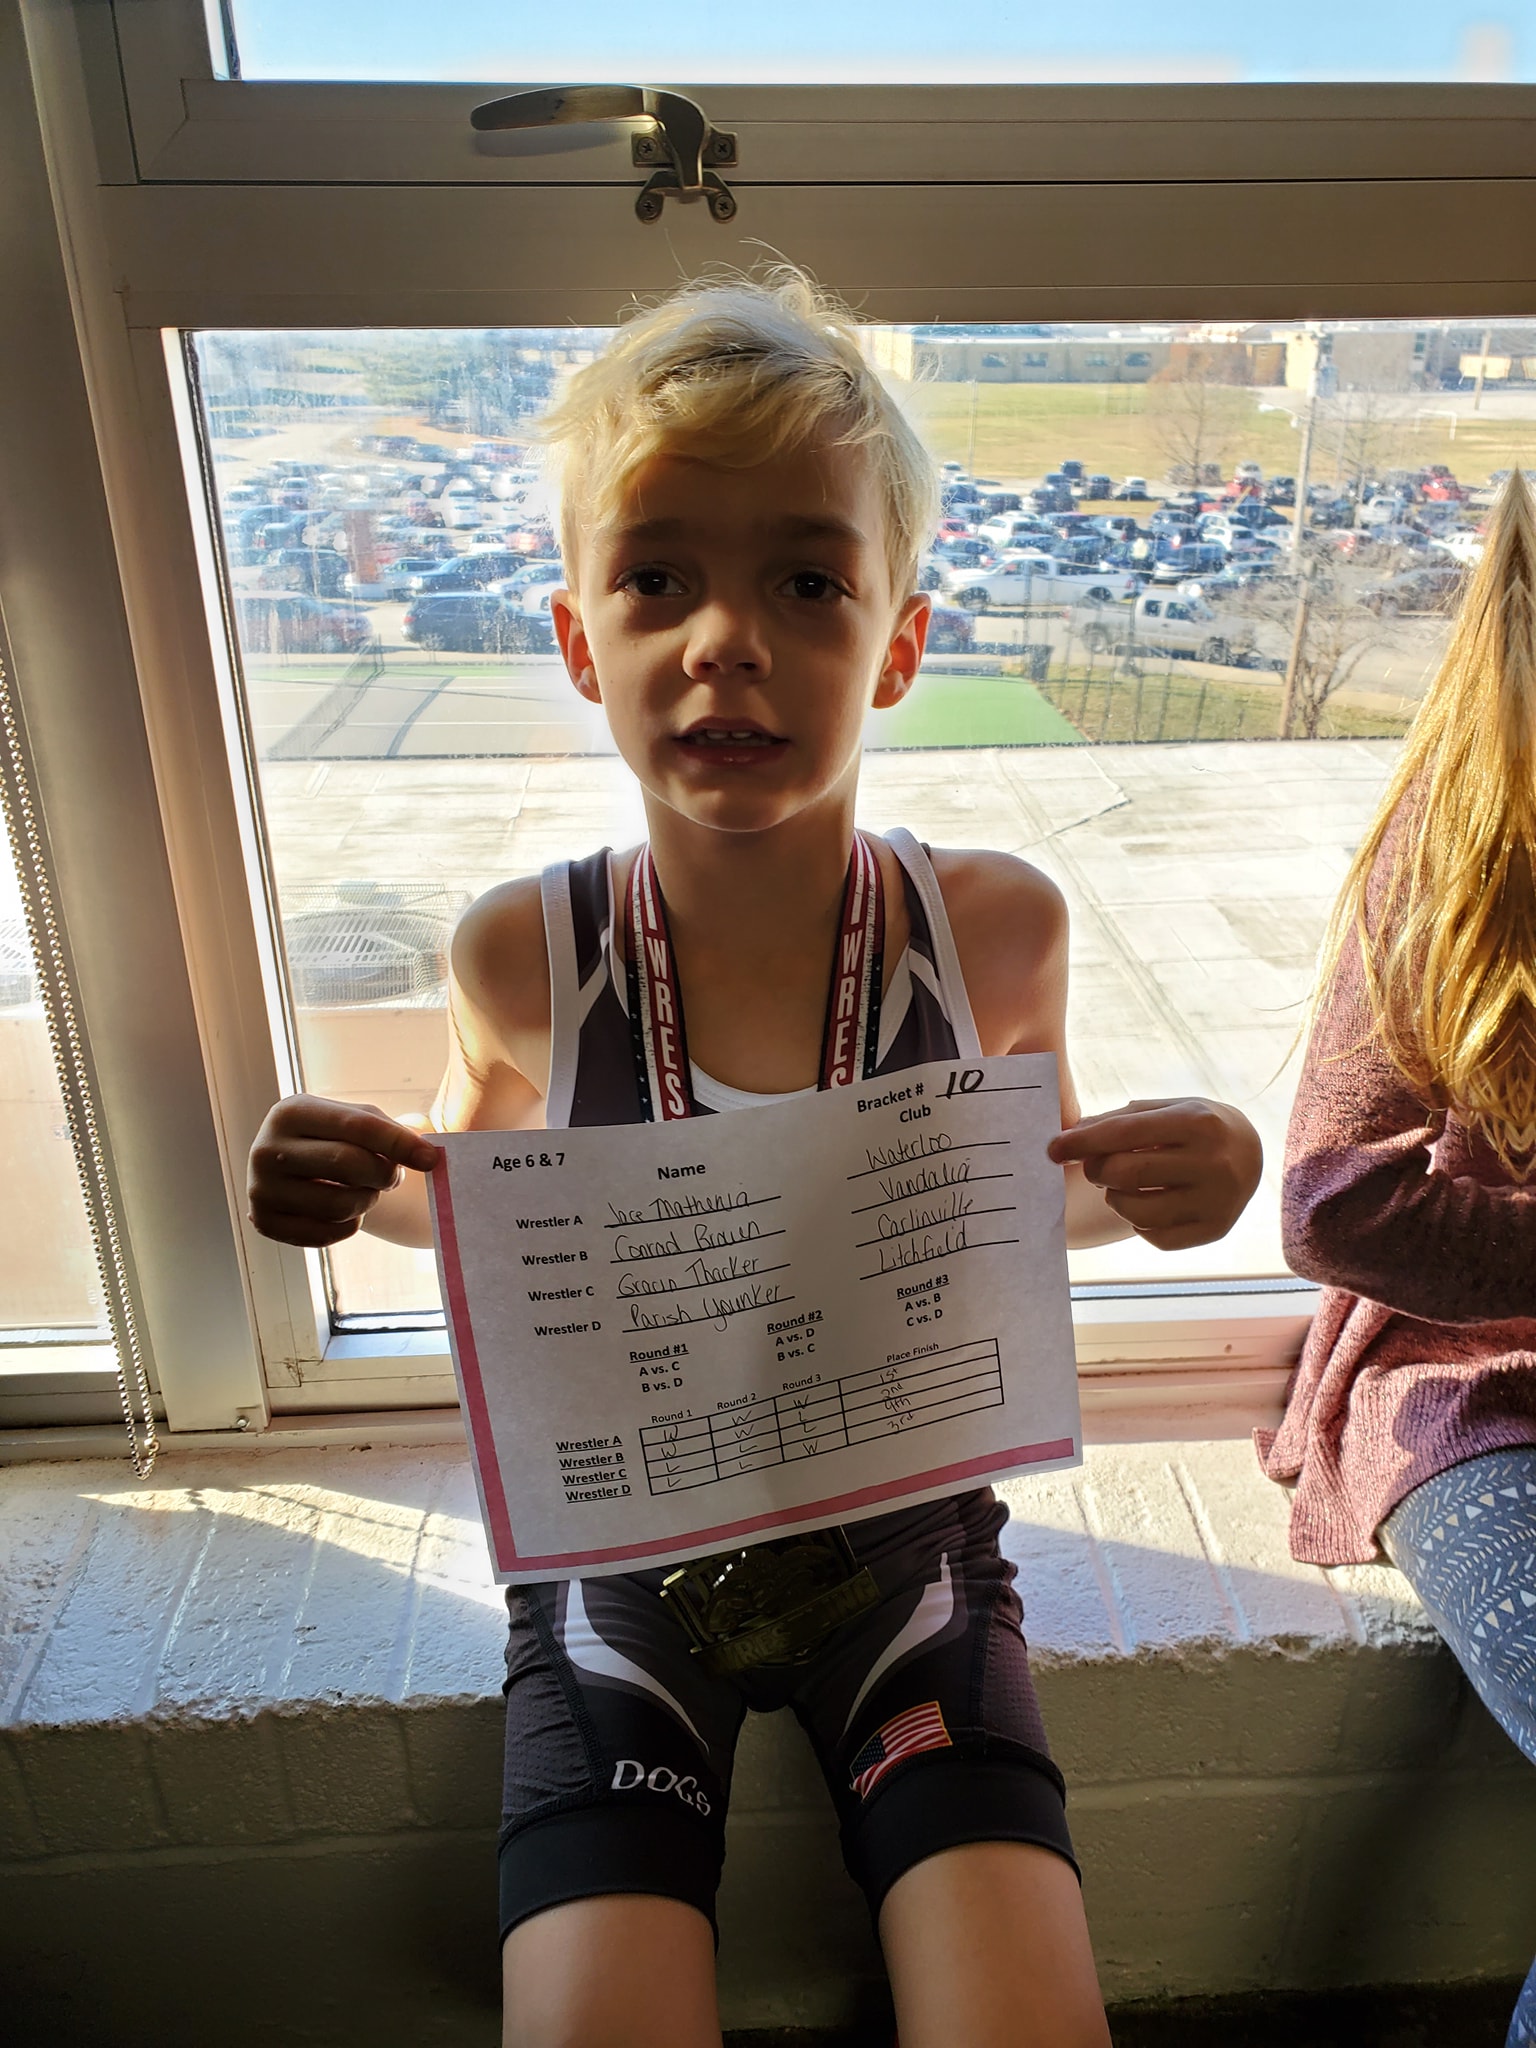 WRES
WRES
Bracket # 10
Age 6 & 7
Name
Club
Wrestler A Jace Mathenia Waterloo
Wrestler B Conrad Braun Vandalia
Wrestler C Gracin Thacker Carlinville
Wrestler D Parish Younker Litchfield
Round #1
Round #2
Round #3
A vs. C
A vs. D
A vs. B
B vs. D
B vs. C
C vs. D
Round 1 Round 2 Round 3 Place Finish
Wrestler A W W W 1st
Wrestler B W W L 2nd
Wrestler C L L L 4th
Wrestler D L L W 3rd
DOGS